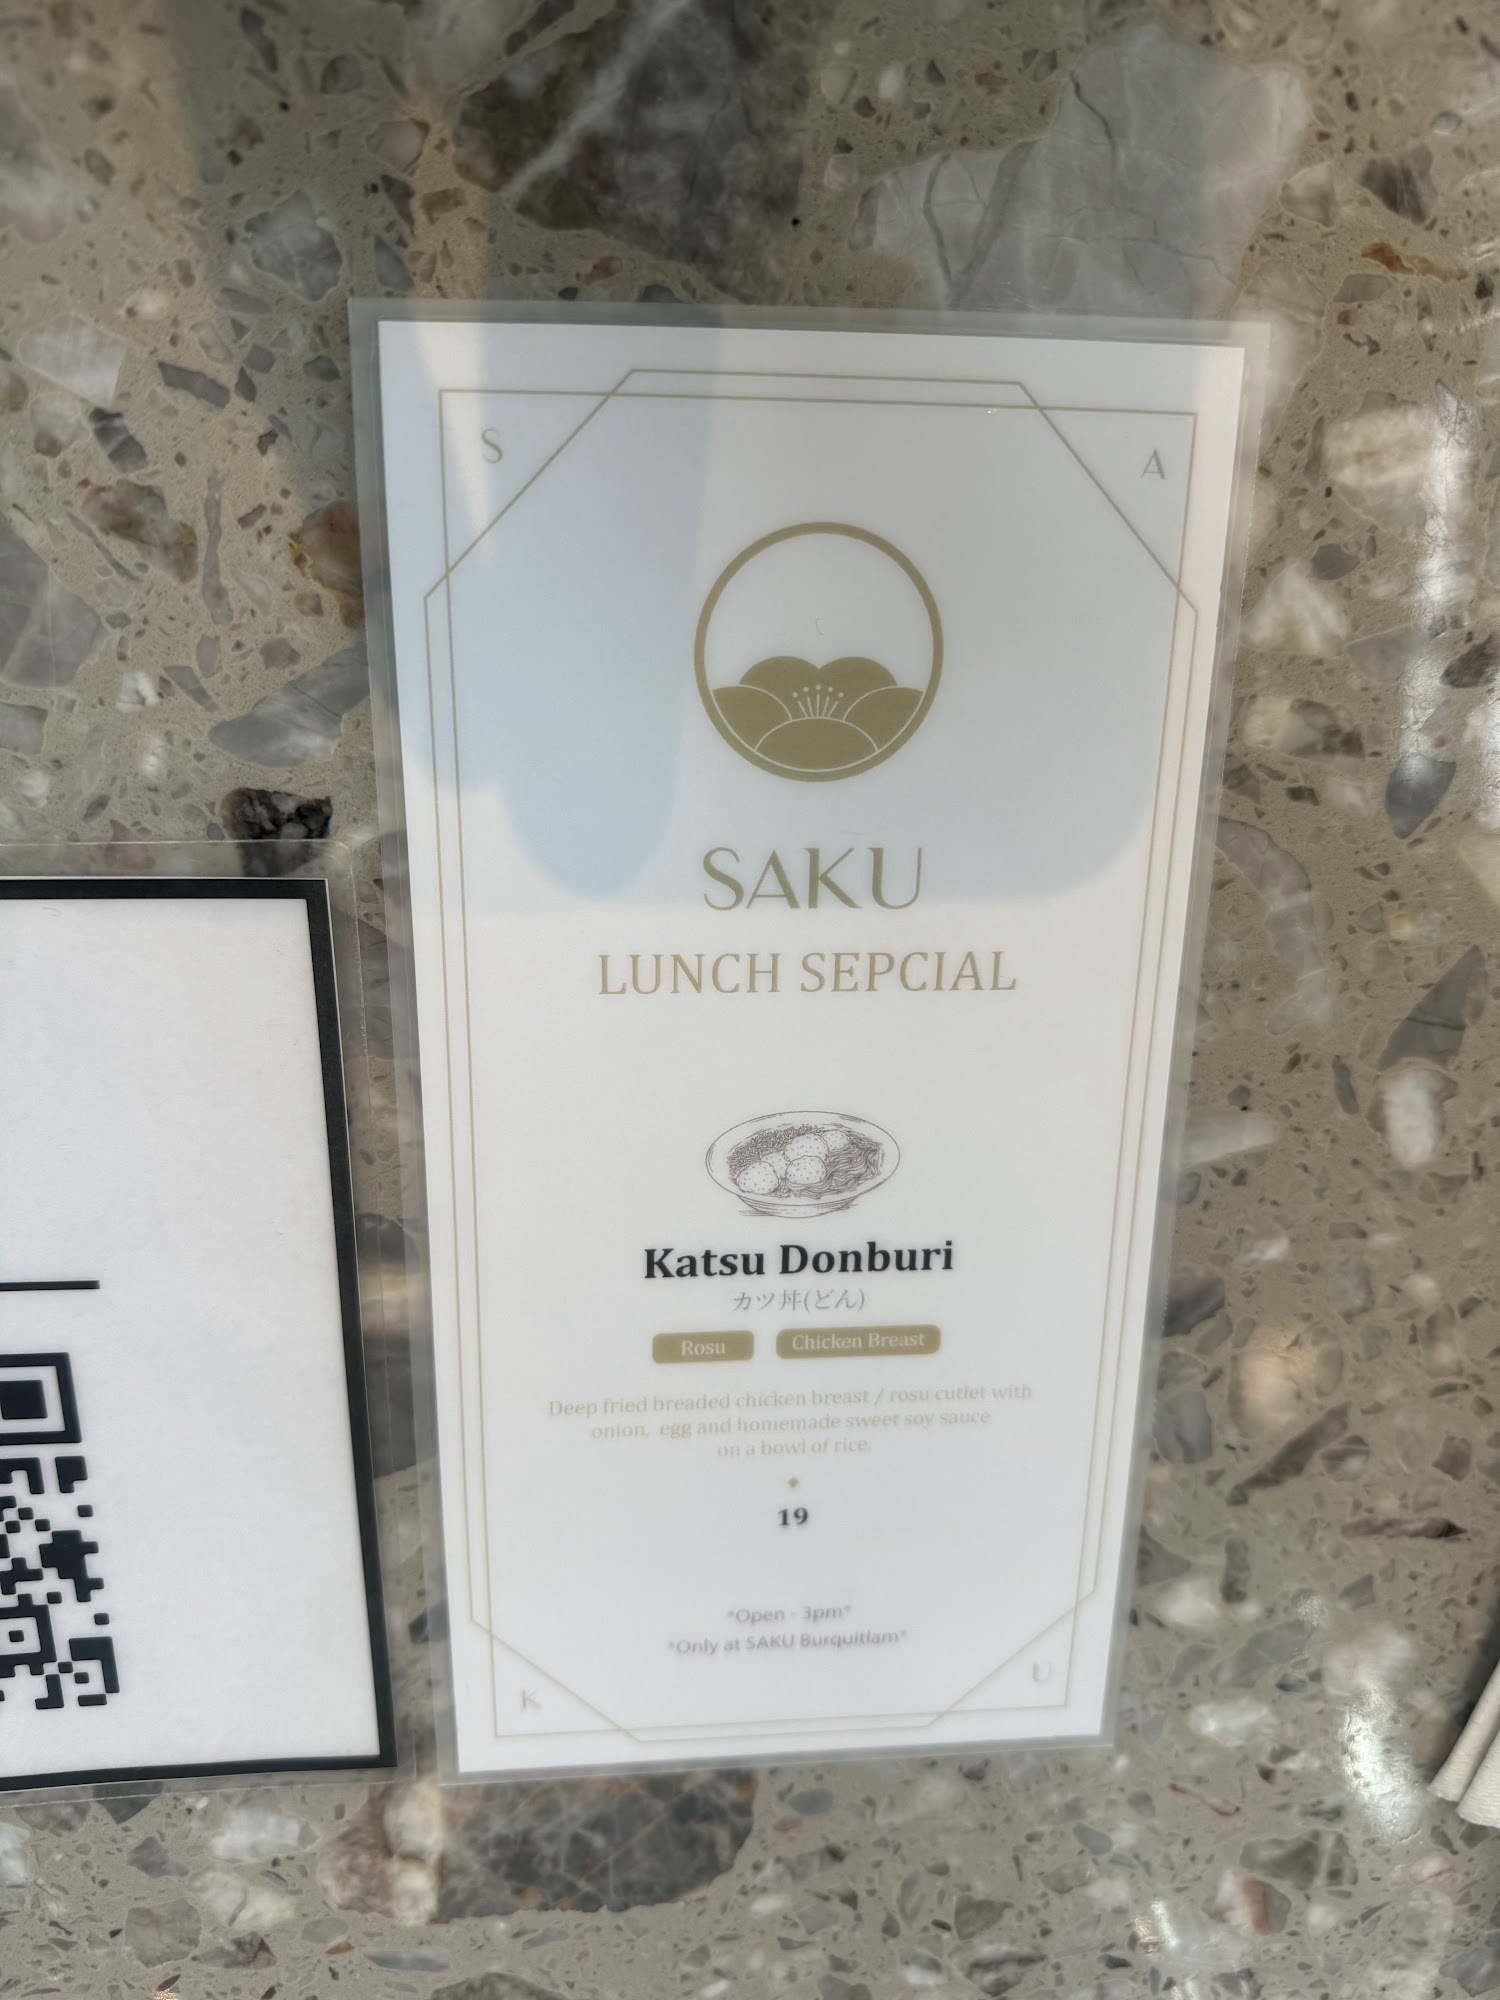 S
A
SAKU
LUNCH SEPCIAL
Katsu Donburi
カツ丼(どん)
Rosu
Chicken Breast
Deep fried breaded chicken breast / rosu cutlet with
onion, egg and homemade sweet soy sauce
on a bowl of rice.
19
*Open - 3pm*
*Only at SAKU Burquitlam*
K
U